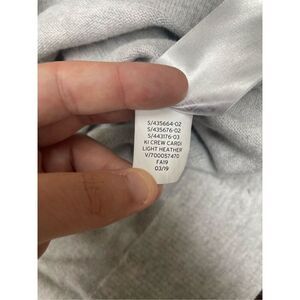 S/435664-02
S/435676-02
S/443176-03
KI CREW CARDI
LIGHT HEATHER
V/700057470
FA19
03/19